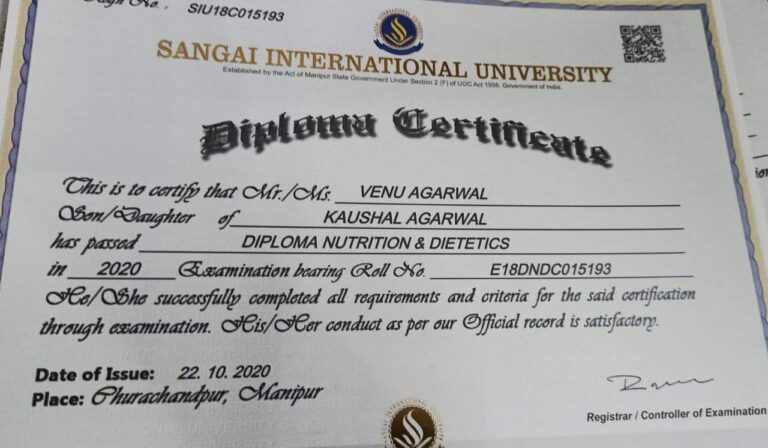 SIU18C015193
SANGAI INTERNATIONAL UNIVERSITY
Established by the Act of Manipur State Government Under Section 2 (F) of UGC Act 1956. Government of India.
Diploma Certificate
This is to certify that Mr./Ms. VENU AGARWAL
Son/Daughter of KAUSHAL AGARWAL
has passed DIPLOMA NUTRITION & DIETETICS
in 2020 Examination bearing Roll No. E18DNDC015193
He/She successfully completed all requirements and criteria for the said certification
through examination. His/Her conduct as per our Official record is satisfactory.
Date of Issue: 22. 10. 2020
Place: Churachandpur, Manipur
Registrar / Controller of Examination